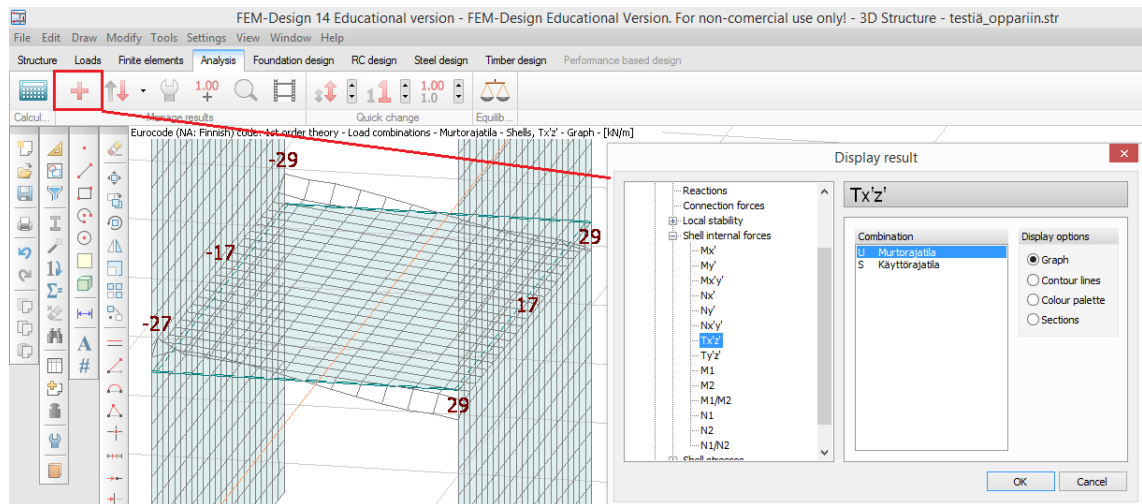 FEM-Design 14 Educational version - FEM-Design Educational Version. For non-comercial use only! - 3D Structure - testiä_oppariin.str
File Edit Draw Modify Tools Settings View Window Help
Structure Loads Finite elements Analysis Foundation design RC design Steel design Timber design Performance based design
1.00
1.00
1.0
Calcul... Manage results Quick change Equilib...
Eurocode (NA: Finnish) code: 1st order theory - Load combinations - Murtorajatila - Shells, Tx'z' - Graph - [kN/m]
-29
29
-17
17
-27
29
Display result
Reactions
Connection forces
Local stability
Shell internal forces
Mx'
My'
Mx'y'
Nx'
Ny'
Nx'y'
Tx'z'
Ty'z'
M1
M2
M1/M2
N1
N2
N1/N2
Shell stresses
Tx'z'
Combination
U Murtorajatila
S Käyttörajatila
Display options
Graph
Contour lines
Colour palette
Sections
OK Cancel